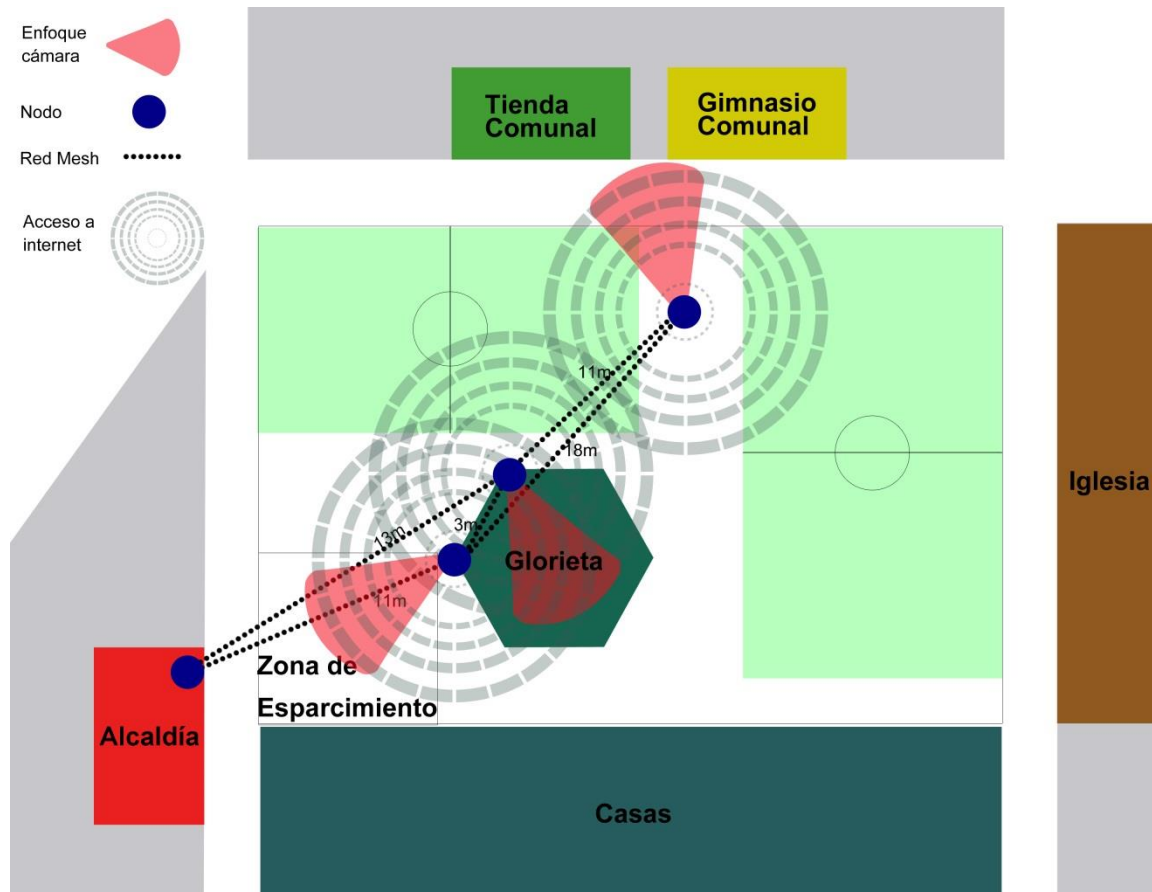 Enfoque
cámara
Nodo
Red Mesh
Acceso a
internet
Tienda
Comunal
Gimnasio
Comunal
11m
18m
13m
3m
11m
Glorieta
Iglesia
Zona de
Esparcimiento
Alcaldía
Casas